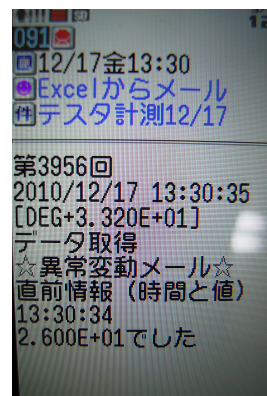 SD
12
091
12/17金13:30
Excelからメール
件テスタ計測12/17
第3956回
2010/12/17 13:30:35
[DEG+3.320E+01]
データ取得
☆異常変動メール☆
直前情報（時間と値）
13:30:34
2.600E+01でした